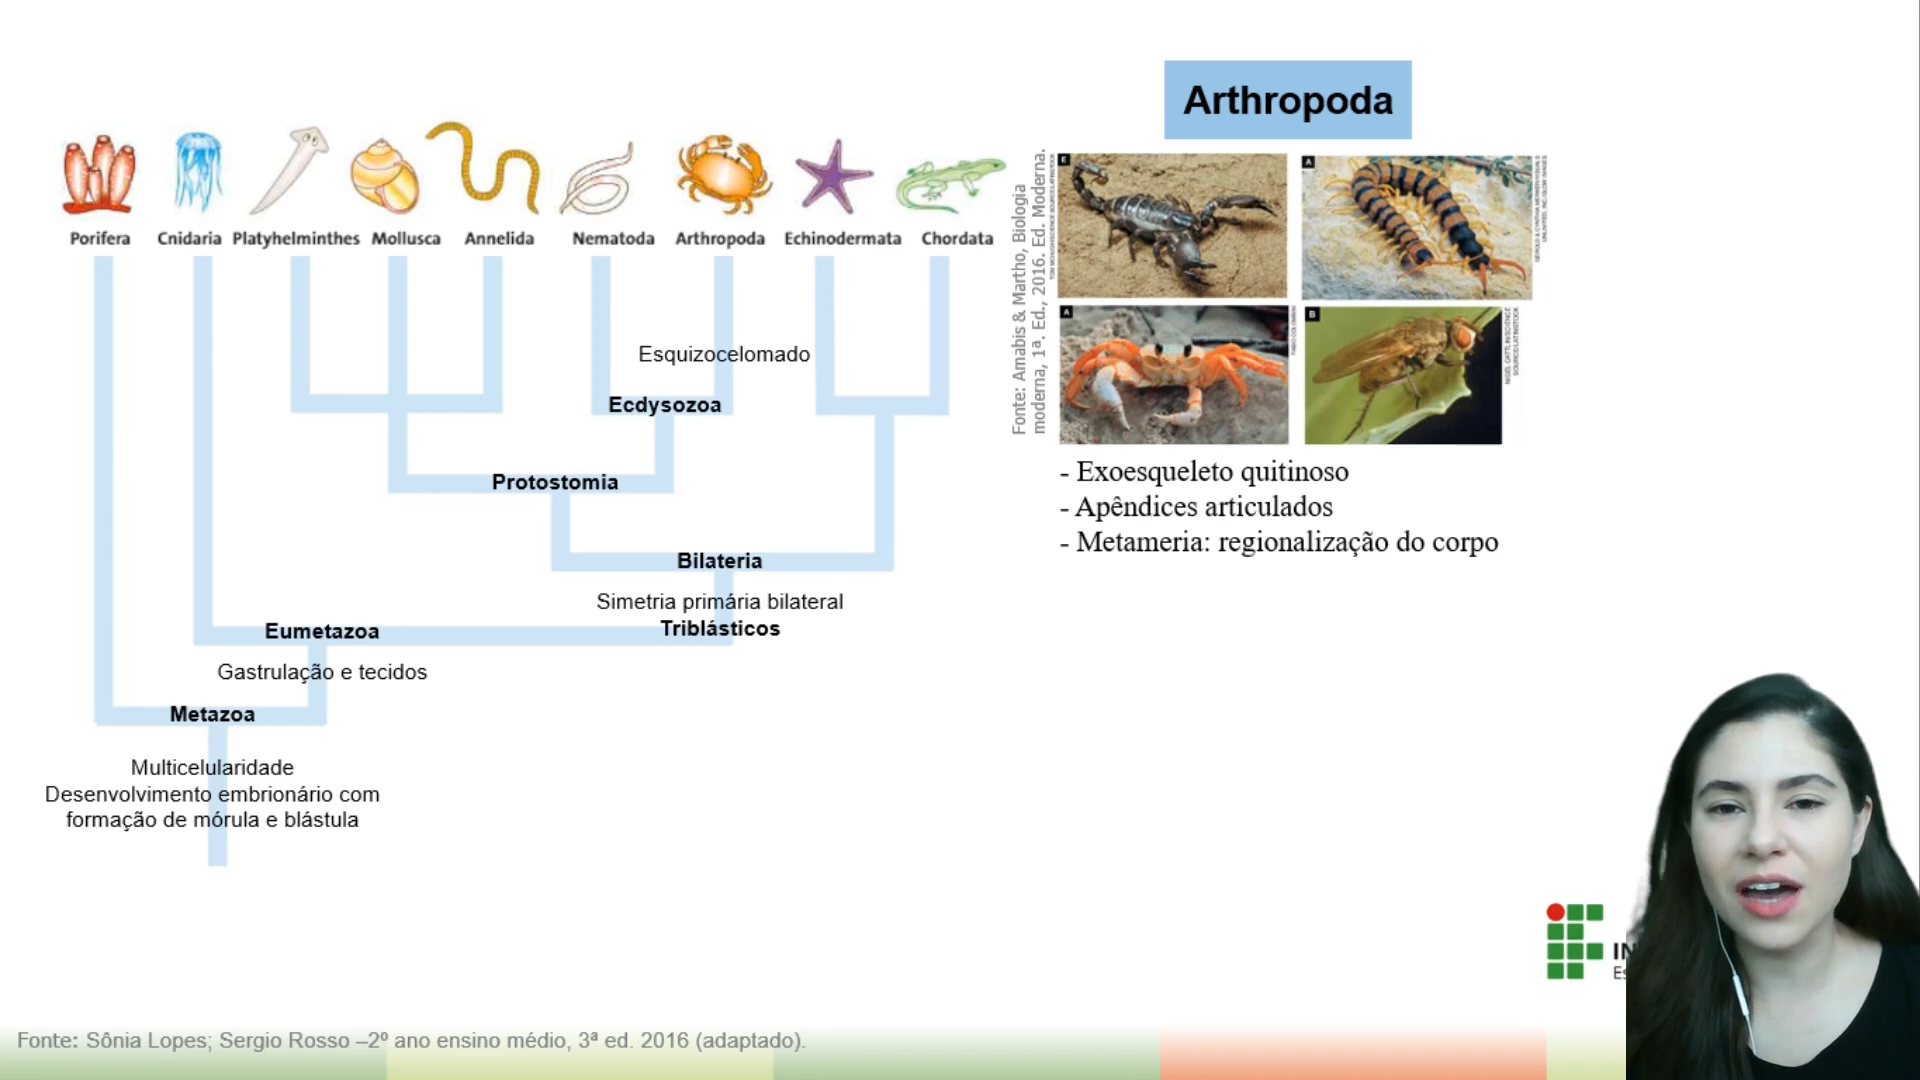 Arthropoda
Porifera
Cnidaria
Platyhelminthes
Mollusca
Annelida
Nematoda
Arthropoda
Echinodermata
Chordata
Esquizocelomado
Ecdysozoa
Protostomia
Bilateria
Simetria primária bilateral
Triblásticos
Eumetazoa
Gastrulação e tecidos
Metazoa
Multicelularidade
Desenvolvimento embrionário com
formação de mórula e blástula
Fonte: Amabis & Martho, Biologia
moderna, 1ª. Ed., 2016. Ed. Moderna.
E
A
A
B
FABIO COLOMBINI
- Exoesqueleto quitinoso
- Apêndices articulados
- Metameria: regionalização do corpo
Fonte: Sônia Lopes; Sergio Rosso –2º ano ensino médio, 3ª ed. 2016 (adaptado).